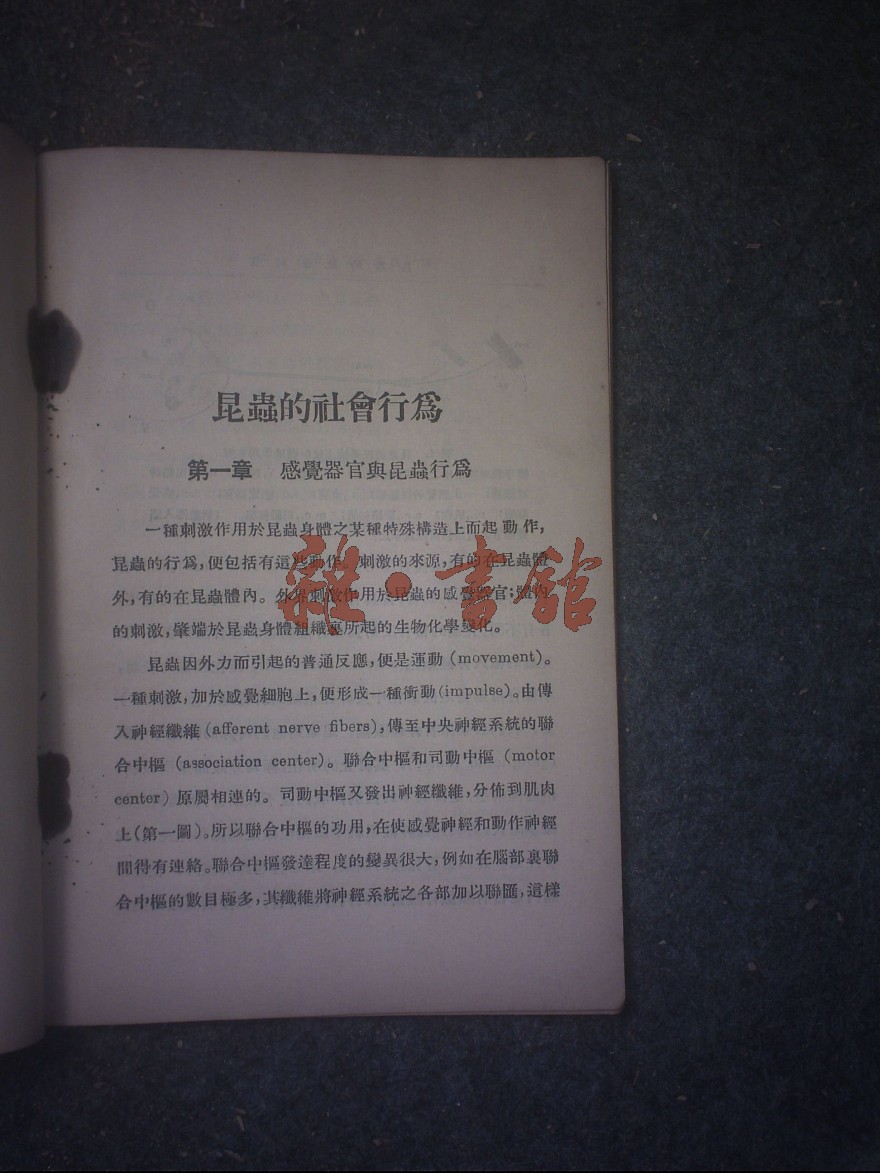 昆蟲的社會行爲
第一章 感覺器官與昆蟲行爲
一種刺激作用於昆蟲身體之某種特殊構造上而起動作,
昆蟲的行爲,便包括有這些動作。刺激的來源,有的在昆蟲體
外,有的在昆蟲體內。外界刺激作用於昆蟲的感覺器官;體內
的刺激,肇端於昆蟲身體組織裏所起的生物化學變化。
昆蟲因外力而引起的普通反應,便是運動 (movement)。
一種刺激,加於感覺細胞上,便形成一種衝動(impulse)。由傳
入神經纖維 (afferent nerve fibers),傳至中央神經系統的聯
合中樞 (association center)。聯合中樞和司動中樞 (motor
center) 原屬相連的。司動中樞又發出神經纖維,分佈到肌肉
上(第一圖)。所以聯合中樞的功用,在使感覺神經和動作神經
間得有連絡。聯合中樞發達程度的變異很大,例如在腦部裏聯
合中樞的數目極多,其纖維將神經系統之各部加以聯匯,這樣
雜·書館